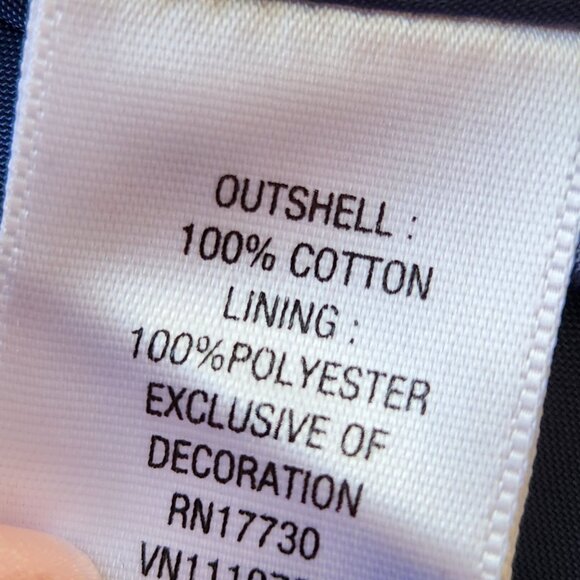 OUTSHELL :
100% COTTON
LINING :
100%POLYESTER
EXCLUSIVE OF
DECORATION
RN17730